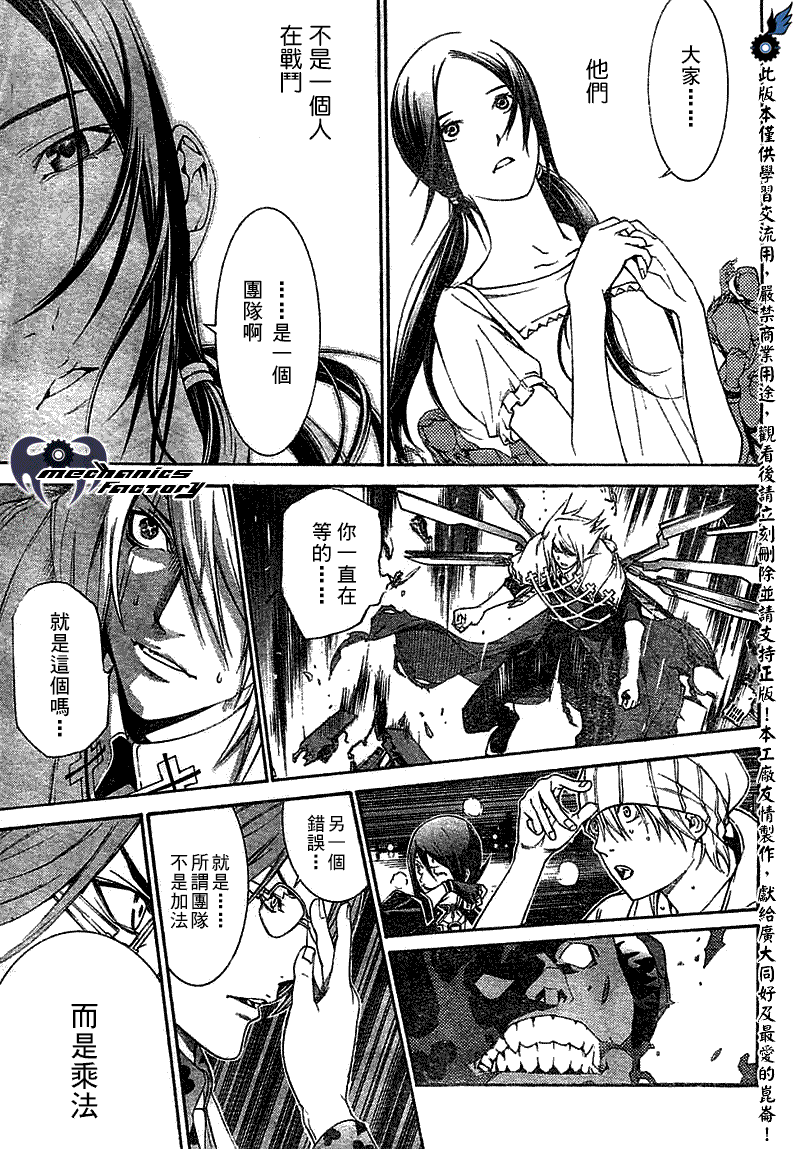 大家……
他們
不是一個人
在戰鬥
……是一個
團隊啊
mechanics
Factory
你一直在
等的……
就是這個嗎…
另一個
錯誤…
就是……
所謂團隊
不是加法
而是乘法
此版本僅供學習交流用，嚴禁商業用途，觀看後請立刻刪除並請支持正版！本工廠友情製作，獻給廣大同好及最愛的崑崙！